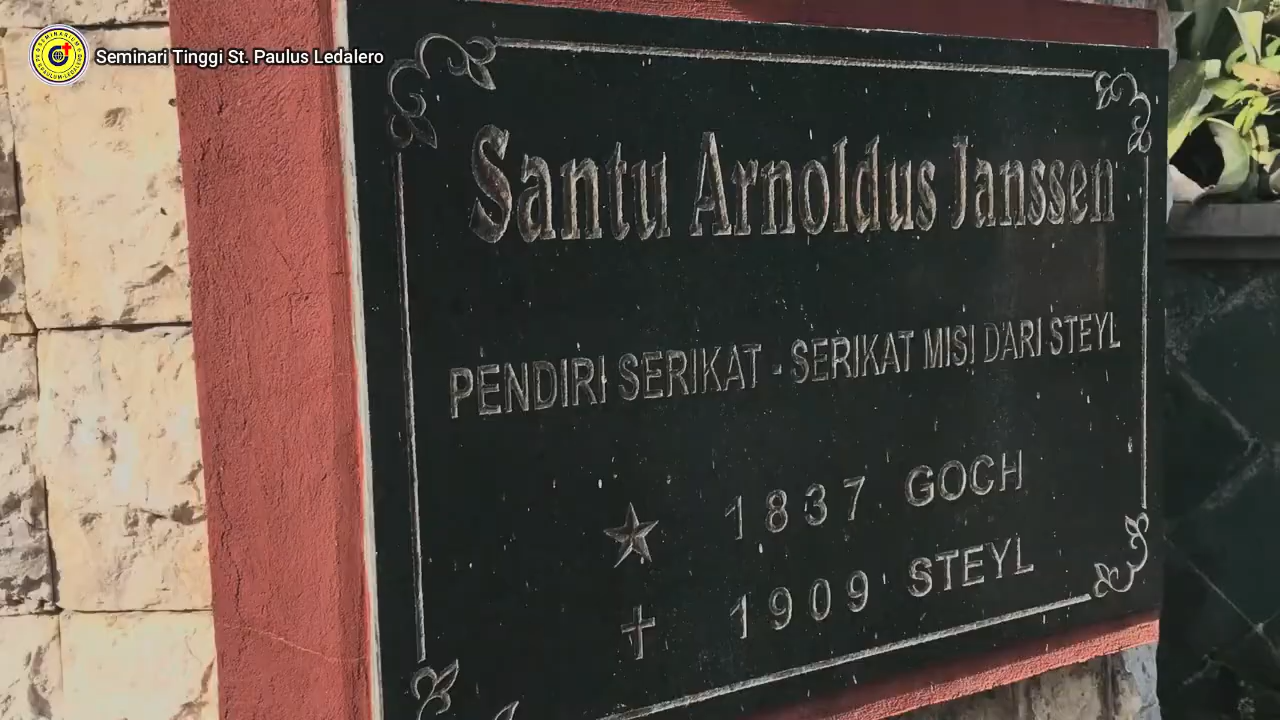 Seminari Tinggi St. Paulus Ledalero
Santu Arnoldus Janssen
PENDIRI SERIKAT - SERIKAT MISI DARI STEYL
1837 GOCH
1909 STEYL